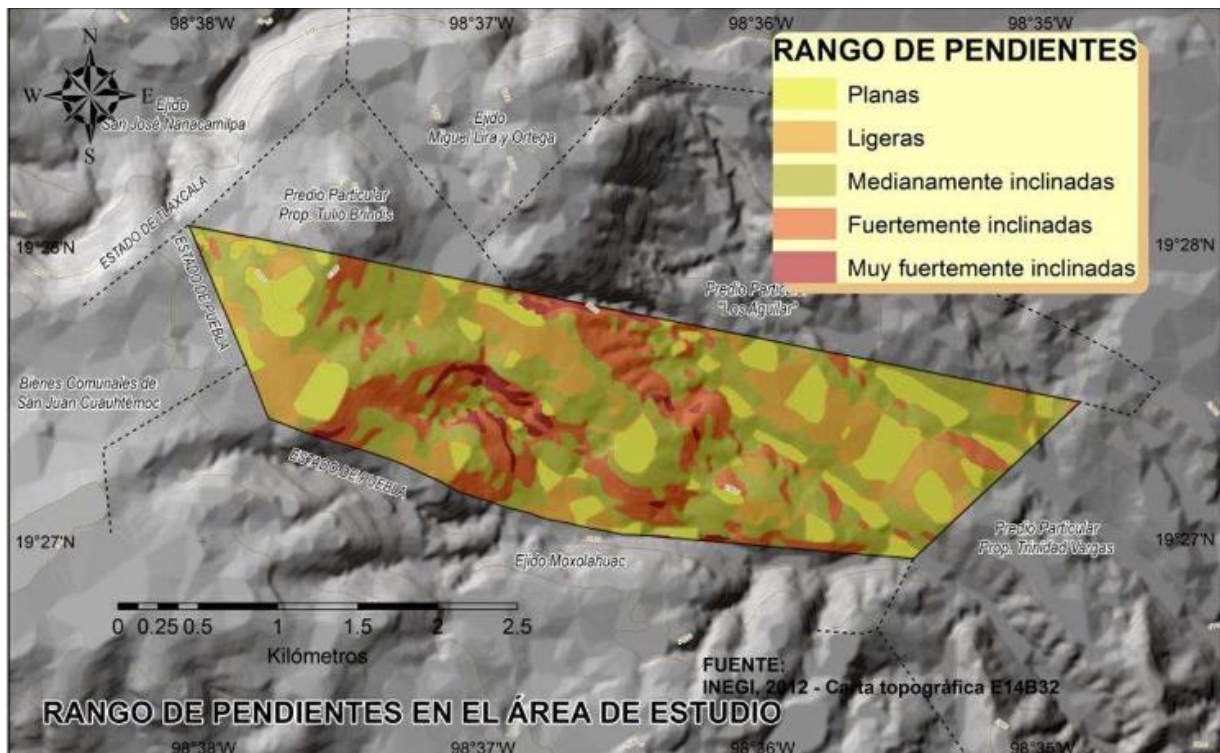 98°38'W 98°37'W 98°36'W 98°35'W
N
W E
S
RANGO DE PENDIENTES
Planas
Ligeras
Medianamente inclinadas
Fuertemente inclinadas
Muy fuertemente inclinadas
Ejido
San José Nanacamilpa
Ejido
Miguel Lira y Ortega
Predio Particular
Prop. Tulio Brindis
ESTADO DE TLAXCALA
ESTADO DE PUEBLA
19°28'N 19°28'N
"Los Aguilar"
Bienes Comunales de
San Juan Cuauhtémoc
ESTADO DE PUEBLA
19°27'N 19°27'N
Predio Particular
Prop. Trinidad Vargas
Ejido Moxolahuac
0 0.25 0.5 1 1.5 2 2.5
Kilómetros
FUENTE:
INEGI, 2012 - Carta topográfica E14B32
RANGO DE PENDIENTES EN EL ÁREA DE ESTUDIO
98°38'W 98°37'W 98°36'W 98°35'W